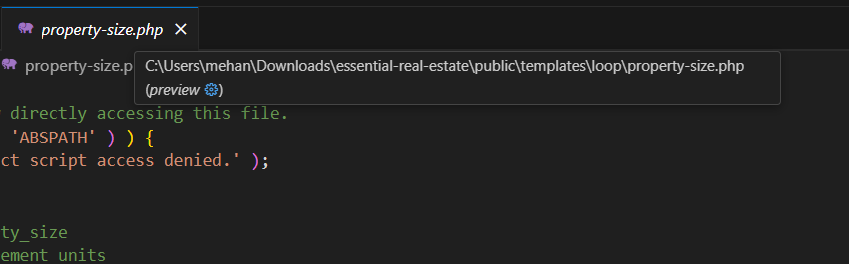 property-size.php
property-size.p
C:\Users\mehan\Downloads\essential-real-estate\public\templates\loop\property-size.php
(preview ⚙)
directly accessing this file.
'ABSPATH' ) ) {
ct script access denied.' );
ty_size
ement units